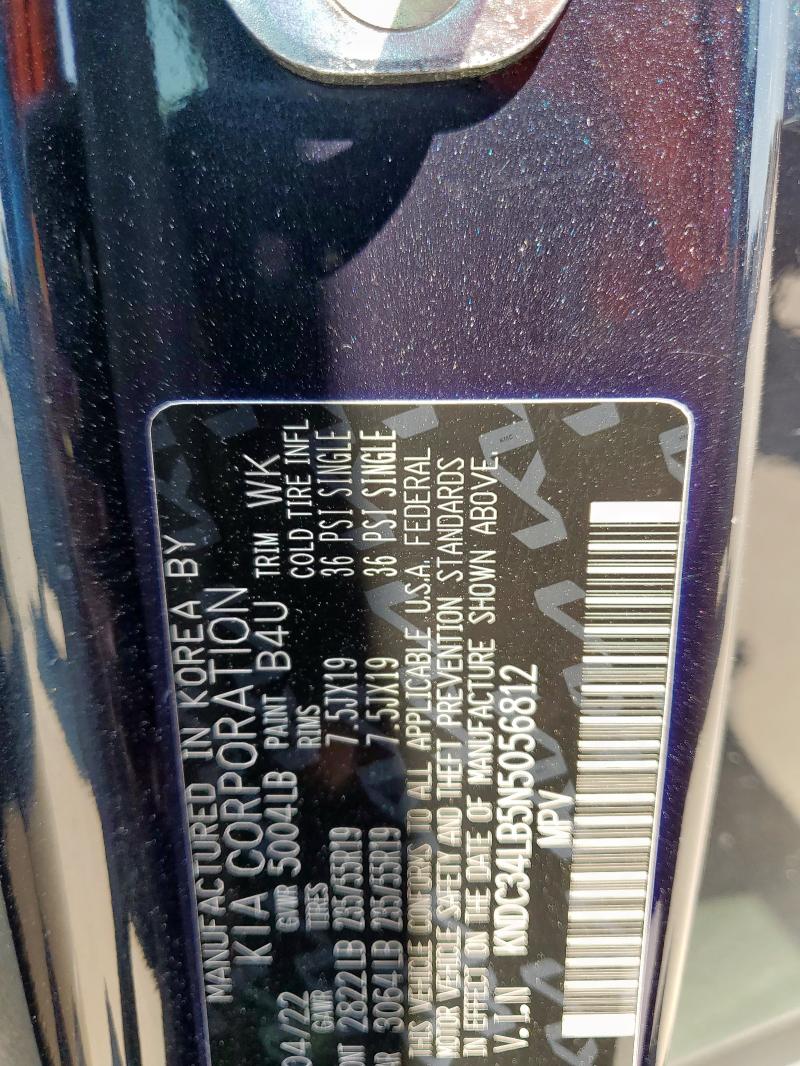 MANUFACTURED IN KOREA BY
KIA CORPORATION
04/22 GVWR 5004LB PAINT B4U TRIM WK
GAWR TIRES RIMS COLD TIRE INFL
2822LB 235/55R19 7.5JX19 36 PSI SINGLE
3064LB 235/55R19 7.5JX19 36 PSI SINGLE
THIS VEHICLE CONFORMS TO ALL APPLICABLE U.S.A. FEDERAL
MOTOR VEHICLE SAFETY AND THEFT PREVENTION STANDARDS
IN EFFECT ON THE DATE OF MANUFACTURE SHOWN ABOVE.
V.I.N KNDC34LB5N5056812
MPV